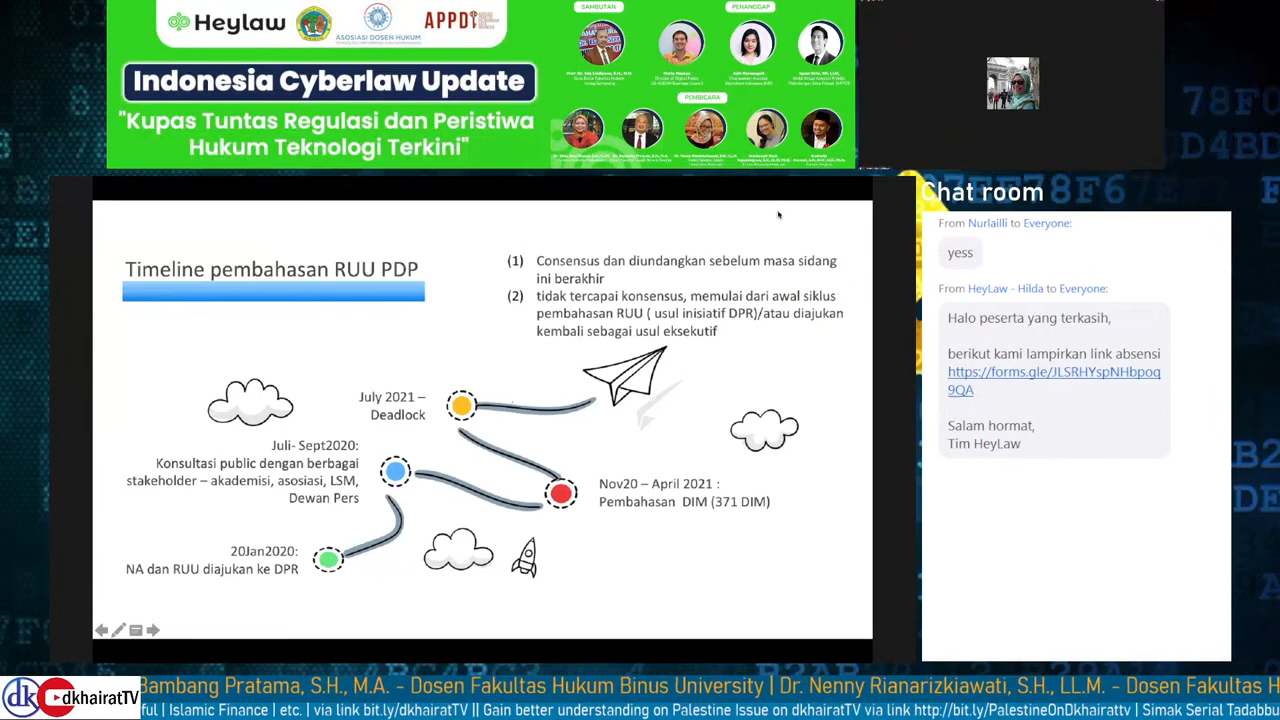 Heylaw
ASOSIASI DOSEN HUKUM
APPDI
Indonesia Cyberlaw Update
"Kupas Tuntas Regulasi dan Peristiwa
Hukum Teknologi Terkini"
SAMBUTAN
PENANGGAP
PEMBICARA
Chat room
From Nurlailli to Everyone:
yess
From HeyLaw - Hilda to Everyone:
Halo peserta yang terkasih,
berikut kami lampirkan link absensi
https://forms.gle/JLSRHYspNHbpoq
9QA
Salam hormat,
Tim HeyLaw
Timeline pembahasan RUU PDP
(1) Consensus dan diundangkan sebelum masa sidang
ini berakhir
(2) tidak tercapai konsensus, memulai dari awal siklus
pembahasan RUU ( usul inisiatif DPR)/atau diajukan
kembali sebagai usul eksekutif
July 2021 –
Deadlock
Juli- Sept2020:
Konsultasi public dengan berbagai
stakeholder – akademisi, asosiasi, LSM,
Dewan Pers
Nov20 – April 2021 :
Pembahasan DIM (371 DIM)
20Jan2020:
NA dan RUU diajukan ke DPR
dk dkhairatTV
Bambang Pratama, S.H., M.A. - Dosen Fakultas Hukum Binus University | Dr. Nenny Rianarizkiawati, S.H., LL.M. - Dosen Fakultas H
ful | Islamic Finance | etc. | via link bit.ly/dkhairatTV || Gain better understanding on Palestine Issue on dkhairattv via link http://bit.ly/PalestineOnDkhairattv | Simak Serial Tadabbu